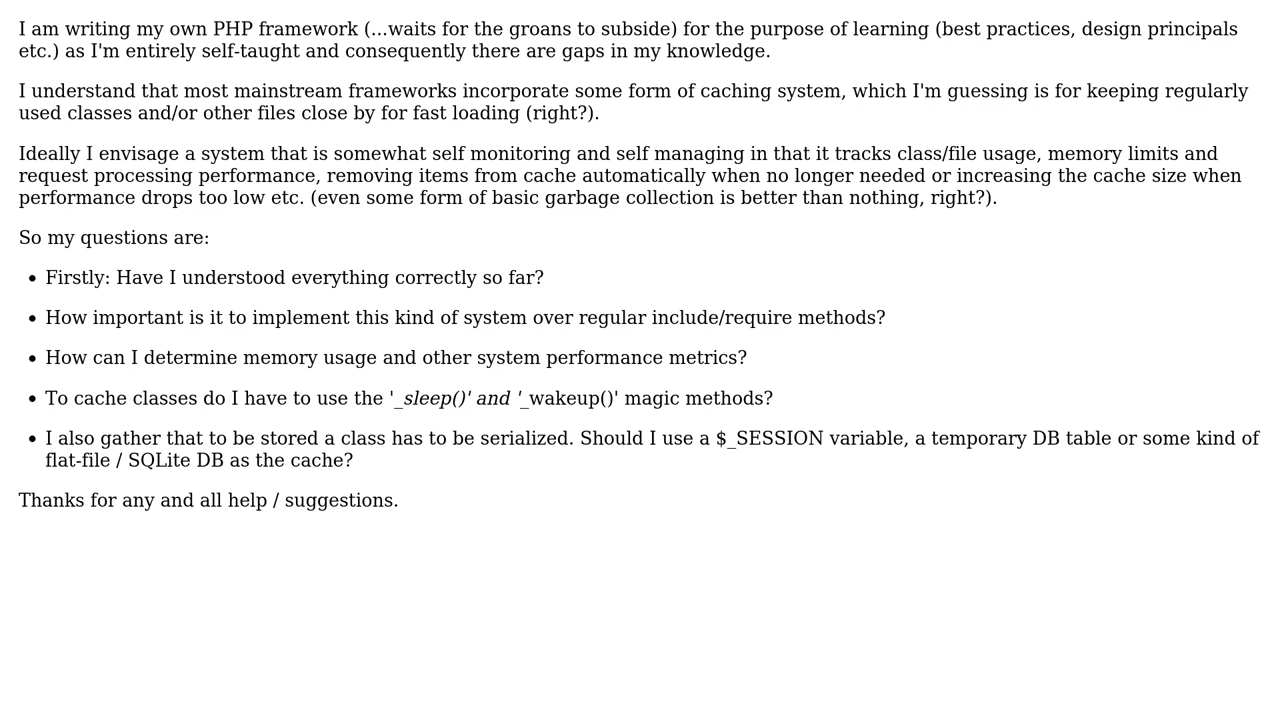 I am writing my own PHP framework (...waits for the groans to subside) for the purpose of learning (best practices, design principals
etc.) as I'm entirely self-taught and consequently there are gaps in my knowledge.
I understand that most mainstream frameworks incorporate some form of caching system, which I'm guessing is for keeping regularly
used classes and/or other files close by for fast loading (right?).
Ideally I envisage a system that is somewhat self monitoring and self managing in that it tracks class/file usage, memory limits and
request processing performance, removing items from cache automatically when no longer needed or increasing the cache size when
performance drops too low etc. (even some form of basic garbage collection is better than nothing, right?).
So my questions are:
• Firstly: Have I understood everything correctly so far?
• How important is it to implement this kind of system over regular include/require methods?
• How can I determine memory usage and other system performance metrics?
• To cache classes do I have to use the '_sleep()' and '_wakeup()' magic methods?
• I also gather that to be stored a class has to be serialized. Should I use a $_SESSION variable, a temporary DB table or some kind of
flat-file / SQLite DB as the cache?
Thanks for any and all help / suggestions.